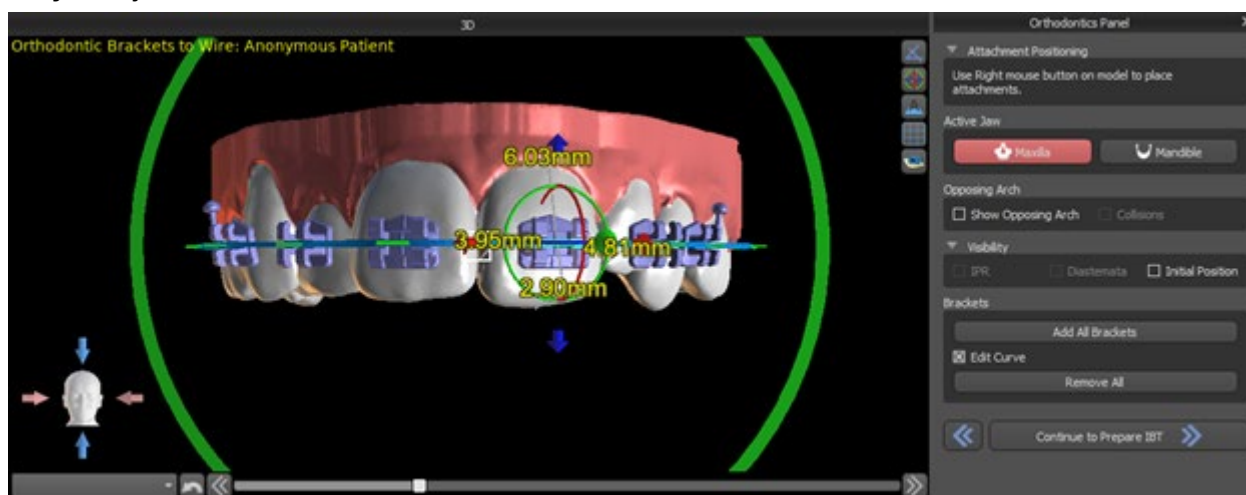 3D
Orthodontic Brackets to Wire: Anonymous Patient
6.03mm
3.95mm
4.81mm
2.90mm
Orthodontics Panel
Attachment Positioning
Use Right mouse button on model to place
attachments.
Active Jaw
Maxilla
Mandible
Opposing Arch
Show Opposing Arch
Collisions
Visibility
IPR
Diastemata
Initial Position
Brackets
Add All Brackets
Edit Curve
Remove All
Continue to Prepare IBT